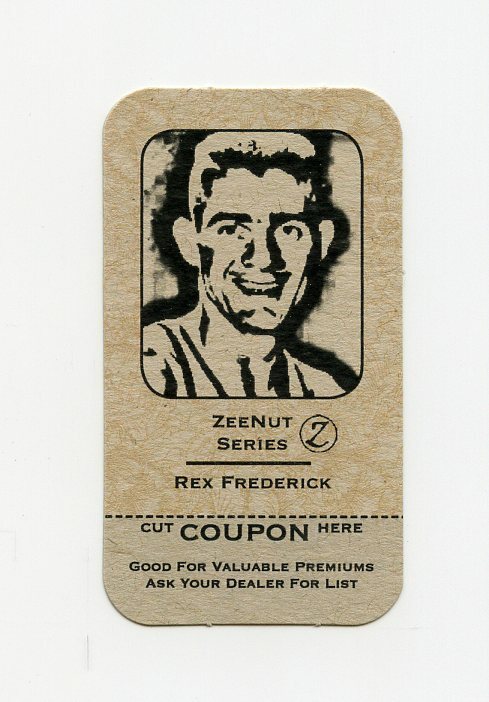 ZeeNut
Series Z
Rex Frederick
CUT COUPON HERE
Good For Valuable Premiums
Ask Your Dealer For List